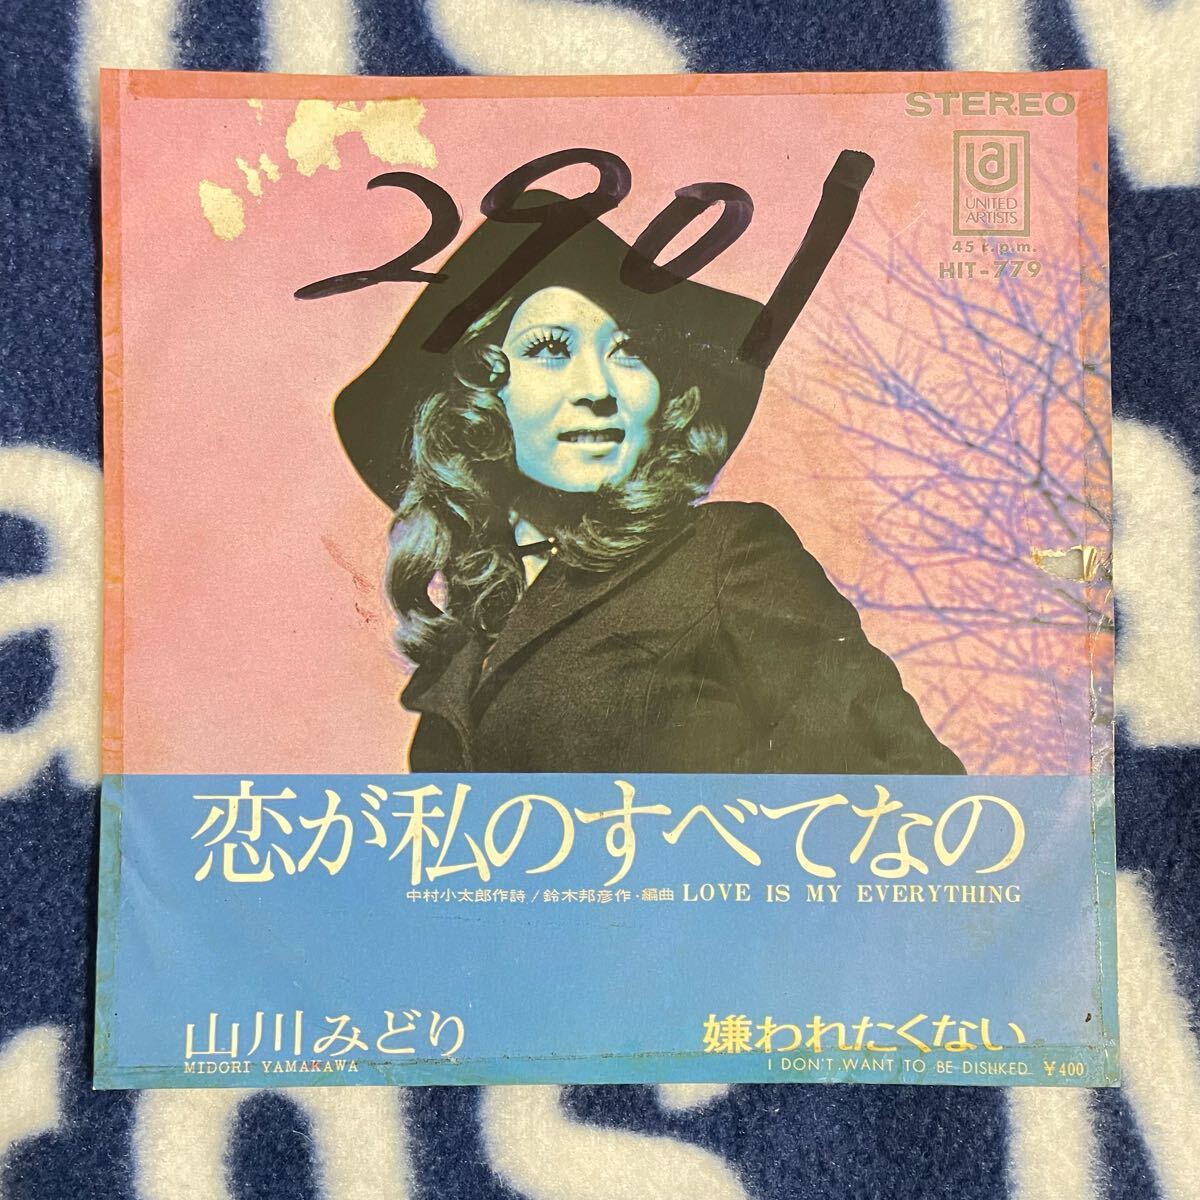 STEREO
UNITED
ARTISTS
45 r.p.m.
HIT-779
2901
恋が私のすべてなの
中村小太郎作詩/鈴木邦彦作・編曲 LOVE IS MY EVERYTHING
山川みどり
MIDORI YAMAKAWA
嫌われたくない
I DON'T WANT TO BE DISLIKED ¥400